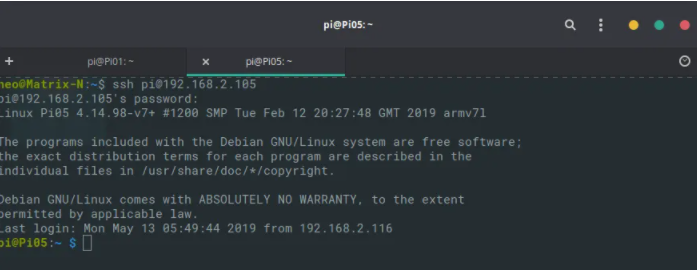 pi@Pi05: ~
pi@Pi01: ~
pi@Pi05: ~
neo@Matrix-N:~$ ssh pi@192.168.2.105
pi@192.168.2.105's password:
Linux Pi05 4.14.98-v7+ #1200 SMP Tue Feb 12 20:27:48 GMT 2019 armv7l
The programs included with the Debian GNU/Linux system are free software;
the exact distribution terms for each program are described in the
individual files in /usr/share/doc/*/copyright.
Debian GNU/Linux comes with ABSOLUTELY NO WARRANTY, to the extent
permitted by applicable law.
Last login: Mon May 13 05:49:44 2019 from 192.168.2.116
pi@Pi05:~ $